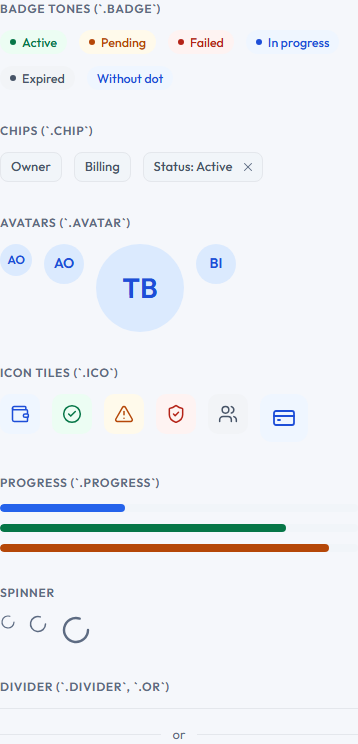 BADGE TONES (`.BADGE`)
Active Pending Failed In progress
Expired Without dot
CHIPS (`.CHIP`)
Owner Billing Status: Active
AVATARS (`.AVATAR`)
AO AO TB BI
ICON TILES (`.ICO`)
PROGRESS (`.PROGRESS`)
SPINNER
DIVIDER (`.DIVIDER`, `.OR`)
or